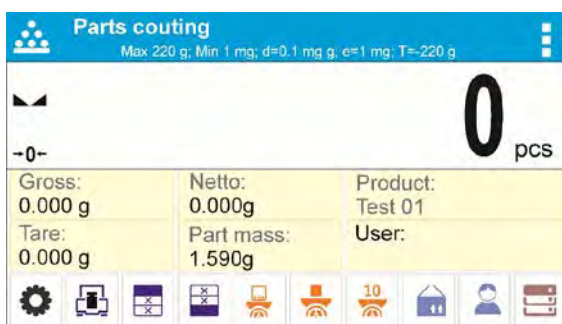 Parts couting
Max 220 g; Min 1 mg; d=0.1 mg g; e=1 mg; T=-220 g
0 pcs
→0←
Gross: Netto: Product:
0.000 g 0.000g Test 01
Tare: Part mass: User:
0.000 g 1.590g
10